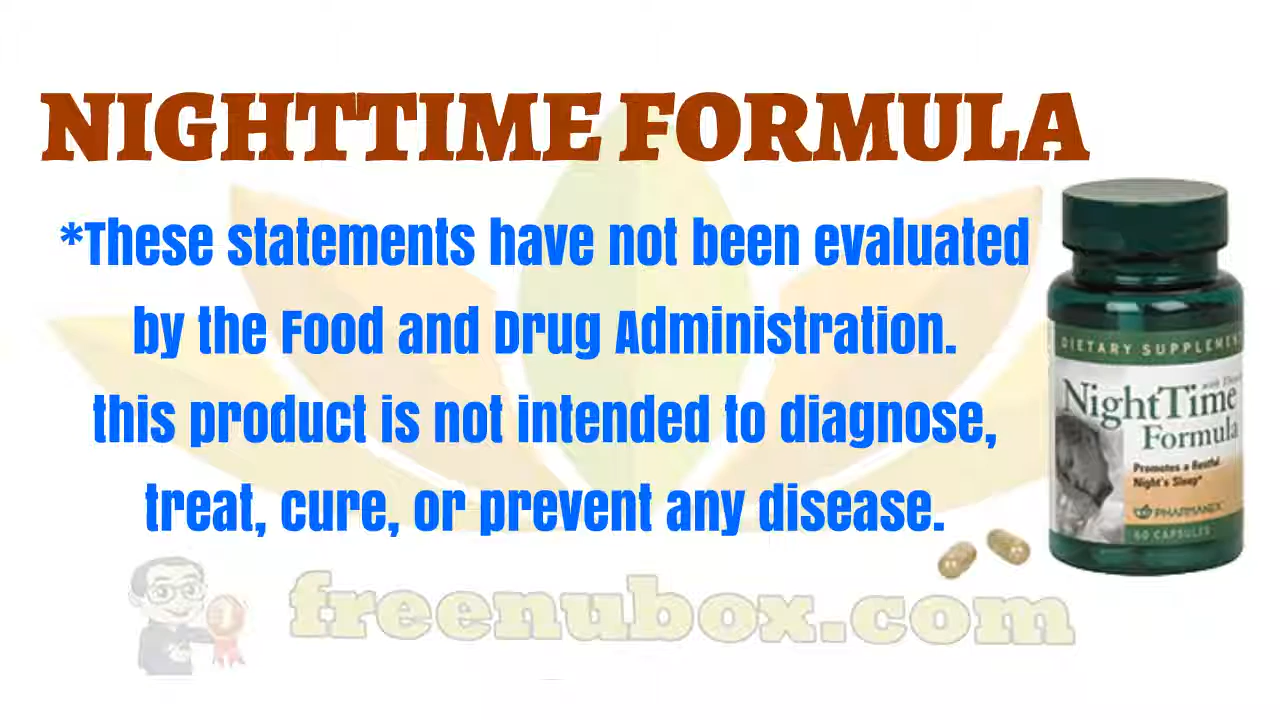 NIGHTTIME FORMULA
*These statements have not been evaluated
by the Food and Drug Administration.
this product is not intended to diagnose,
treat, cure, or prevent any disease.
DIETARY SUPPLEMEN
NightTime
Formula
Promotes a Restful
Night's Sleep*
PHARMANEX
60 CAPSULES
freenubox.com
1